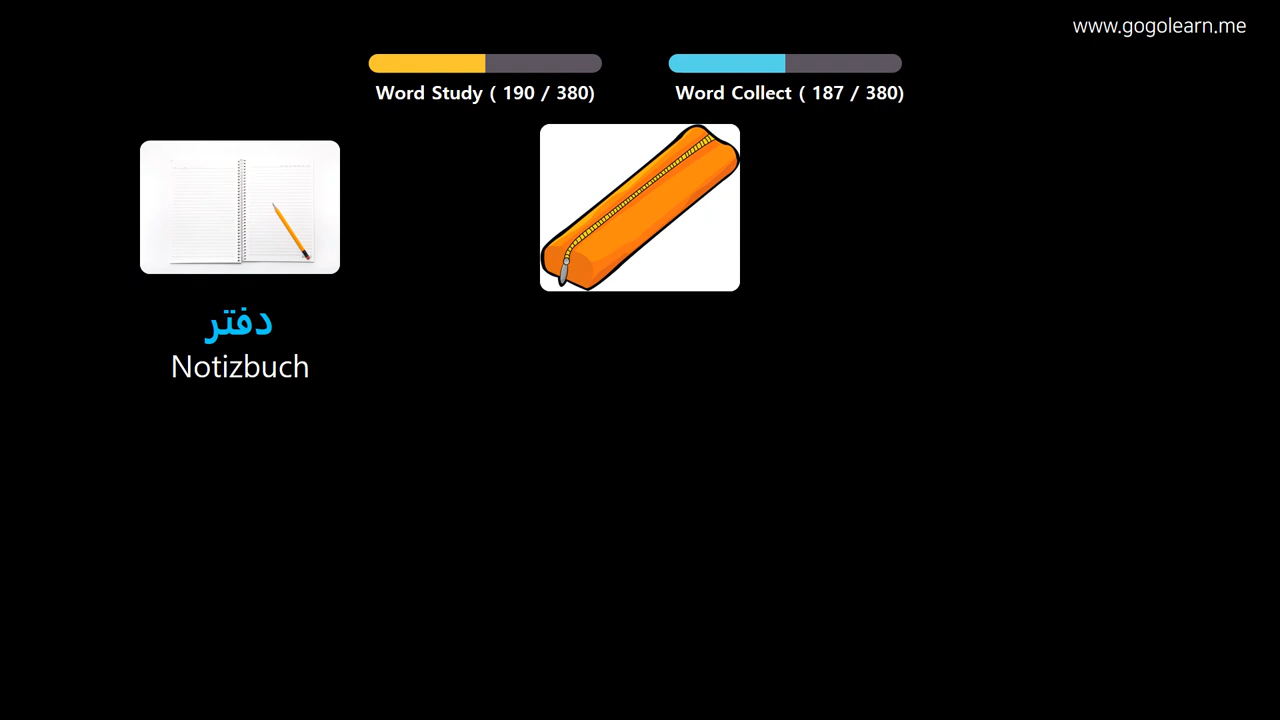 www.gogolearn.me
Word Study ( 190 / 380)
Word Collect ( 187 / 380)
دفتر
Notizbuch